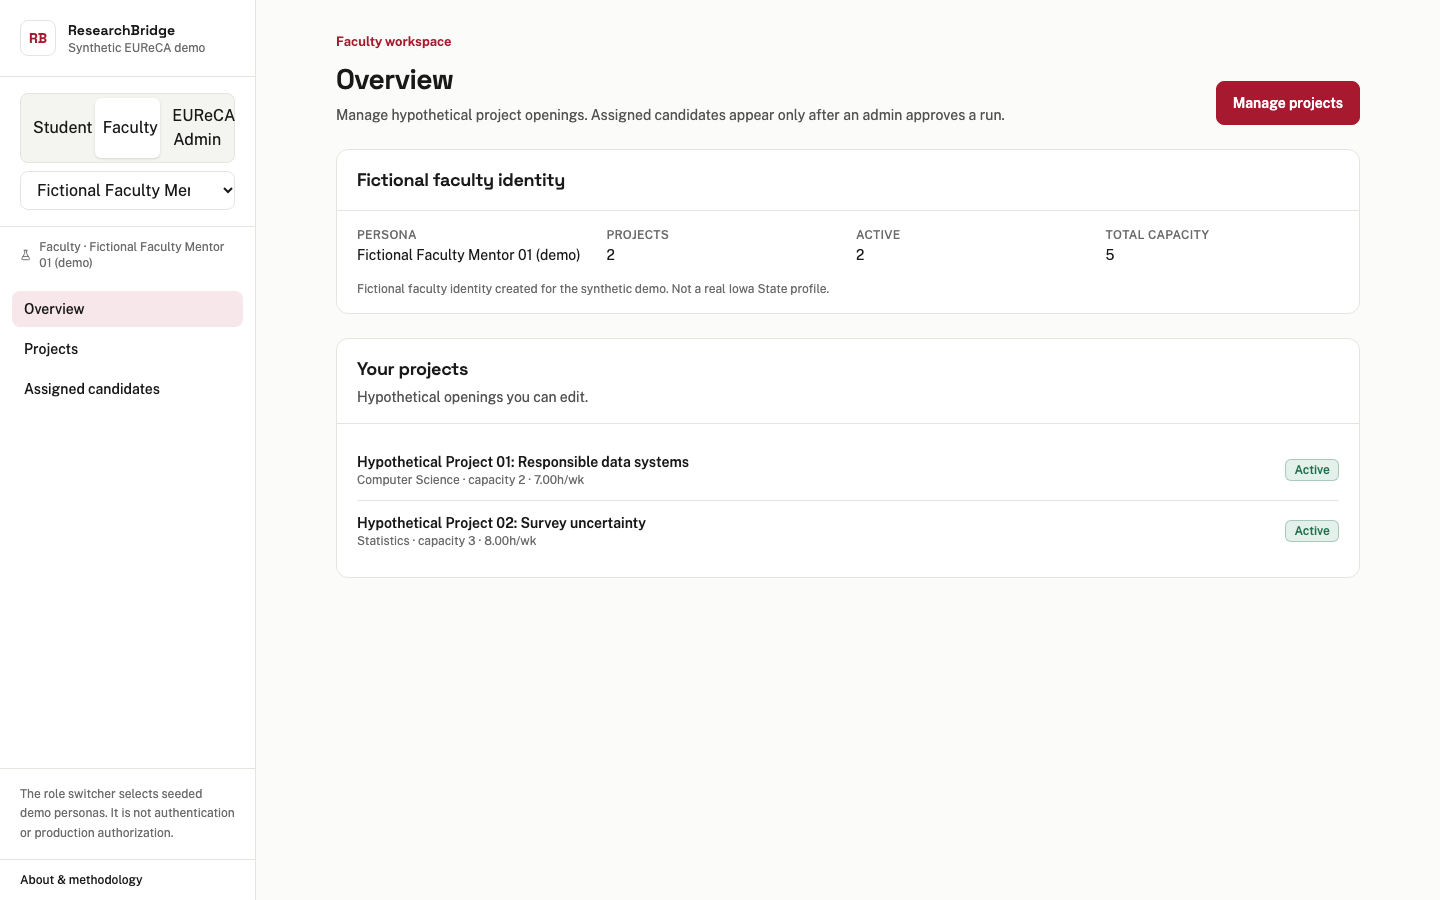 RB
ResearchBridge
Synthetic EUReCA demo
Student
Faculty
EUReCA
Admin
Fictional Faculty
Faculty · Fictional Faculty Mentor
01 (demo)
Overview
Projects
Assigned candidates
The role switcher selects seeded
demo personas. It is not authentication
or production authorization.
About & methodology
Faculty workspace
Overview
Manage hypothetical project openings. Assigned candidates appear only after an admin approves a run.
Manage projects
Fictional faculty identity
PERSONA
Fictional Faculty Mentor 01 (demo)
PROJECTS
2
ACTIVE
2
TOTAL CAPACITY
5
Fictional faculty identity created for the synthetic demo. Not a real Iowa State profile.
Your projects
Hypothetical openings you can edit.
Hypothetical Project 01: Responsible data systems
Computer Science · capacity 2 · 7.00h/wk
Active
Hypothetical Project 02: Survey uncertainty
Statistics · capacity 3 · 8.00h/wk
Active